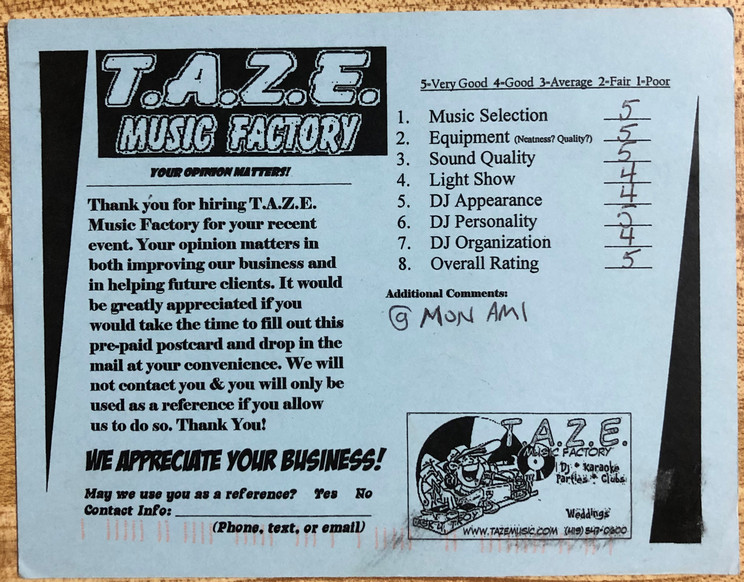 T.A.Z.E.
MUSIC FACTORY
YOUR OPINION MATTERS!
Thank you for hiring T.A.Z.E.
Music Factory for your recent
event. Your opinion matters in
both improving our business and
in helping future clients. It would
be greatly appreciated if you
would take the time to fill out this
pre-paid postcard and drop in the
mail at your convenience. We will
not contact you & you will only be
used as a reference if you allow
us to do so. Thank You!
WE APPRECIATE YOUR BUSINESS!
May we use you as a reference? Yes No
Contact Info:
(Phone, text, or email)
5-Very Good 4-Good 3-Average 2-Fair 1-Poor
1. Music Selection 5
2. Equipment (Neatness? Quality?) 5
3. Sound Quality 5
4. Light Show 4
5. DJ Appearance 4
6. DJ Personality 5
7. DJ Organization 4
8. Overall Rating 5
Additional Comments:
@ MON AMI
T.A.Z.E.
MUSIC FACTORY
Dj * Karaoke
Parties * Clubs
Weddings
WWW.TAZEMUSIC.COM (419) 547-0600